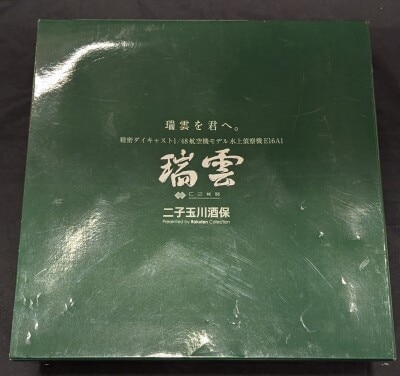 瑞雲を君へ。
精密ダイキャスト1/48航空機モデル水上偵察機E16A1
瑞雲
二子玉川酒保
Presented by Rakuten Collection